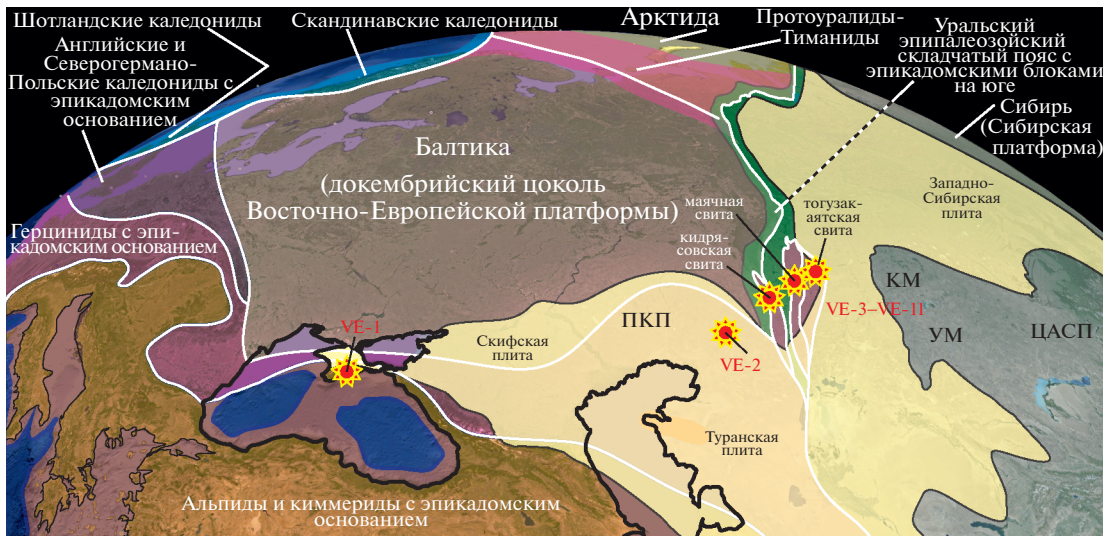 Шотландские каледониды
Английские и
Северогермано-
Польские каледониды с
эпикадомским
основанием
Скандинавские каледониды
Арктида
Протоуралиды-
Тиманиды
Уральский
эпипалеозойский
складчатый пояс с
эпикадомскими блоками
на юге
Сибирь
(Сибирская
платформа)
Балтика
(докембрийский цоколь
Восточно-Европейской платформы)
Западно-
Сибирская
плита
маячная
свита
тогузак-
аятская
свита
кидря-
совская
свита
Герциниды с эпи-
кадомским основанием
КМ
УМ
ЦАСП
VE-3–VE-11
VE-1
ПКП
VE-2
Скифская
плита
Туранская
плита
Альпиды и киммериды с эпикадомским
основанием